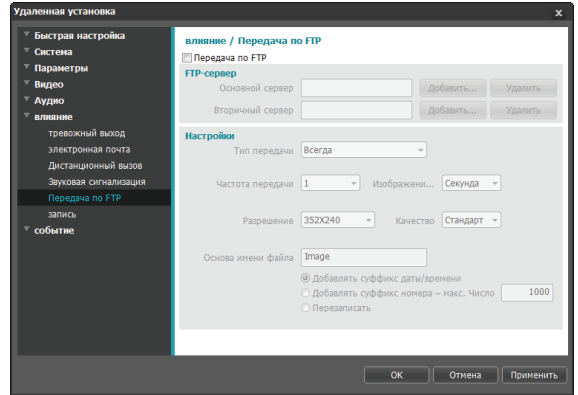 Удаленная установка x
Быстрая настройка
Система
Параметры
Видео
Аудио
влияние
тревожный выход
электронная почта
Дистанционный вызов
Звуковая сигнализация
Передача по FTP
запись
событие
влияние / Передача по FTP
Передача по FTP
FTP-сервер
Основной сервер Добавить... Удалить
Вторичный сервер Добавить... Удалить
Настройки
Тип передачи Всегда
Частота передачи 1 Изображени... Секунда
Разрешение 352X240 Качество Стандарт
Основа имени файла Image
Добавлять суффикс даты/времени
Добавлять суффикс номера – макс. Число 1000
Перезаписать
OK Отмена Применить